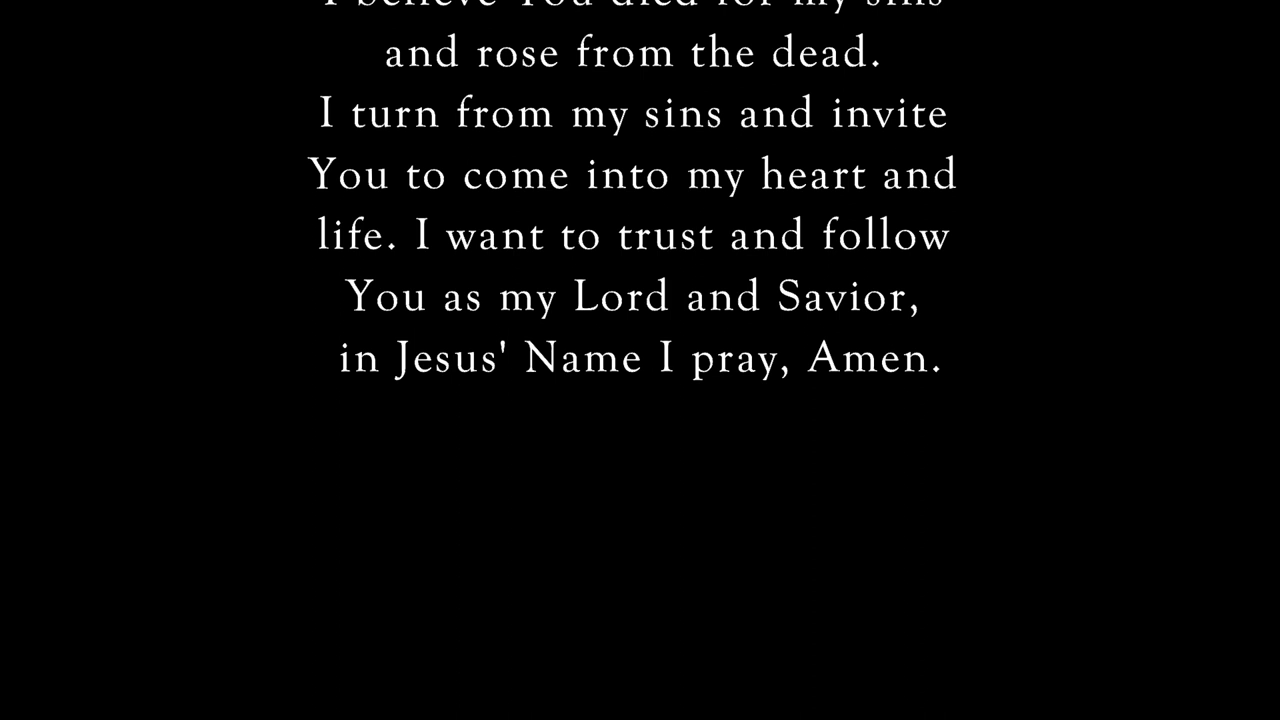 I believe You died for my sins
and rose from the dead.
I turn from my sins and invite
You to come into my heart and
life. I want to trust and follow
You as my Lord and Savior,
in Jesus' Name I pray, Amen.